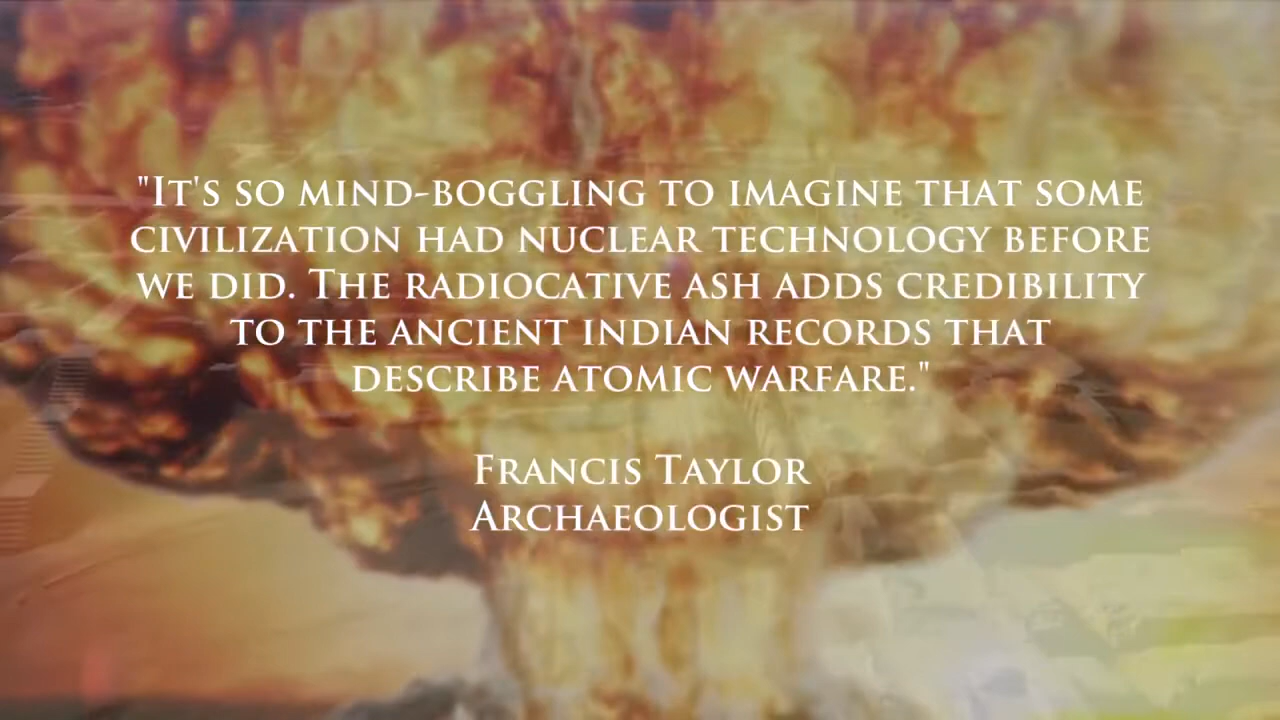 "It's so mind-boggling to imagine that some
civilization had nuclear technology before
we did. The radiocative ash adds credibility
to the ancient indian records that
describe atomic warfare."
Francis Taylor
Archaeologist